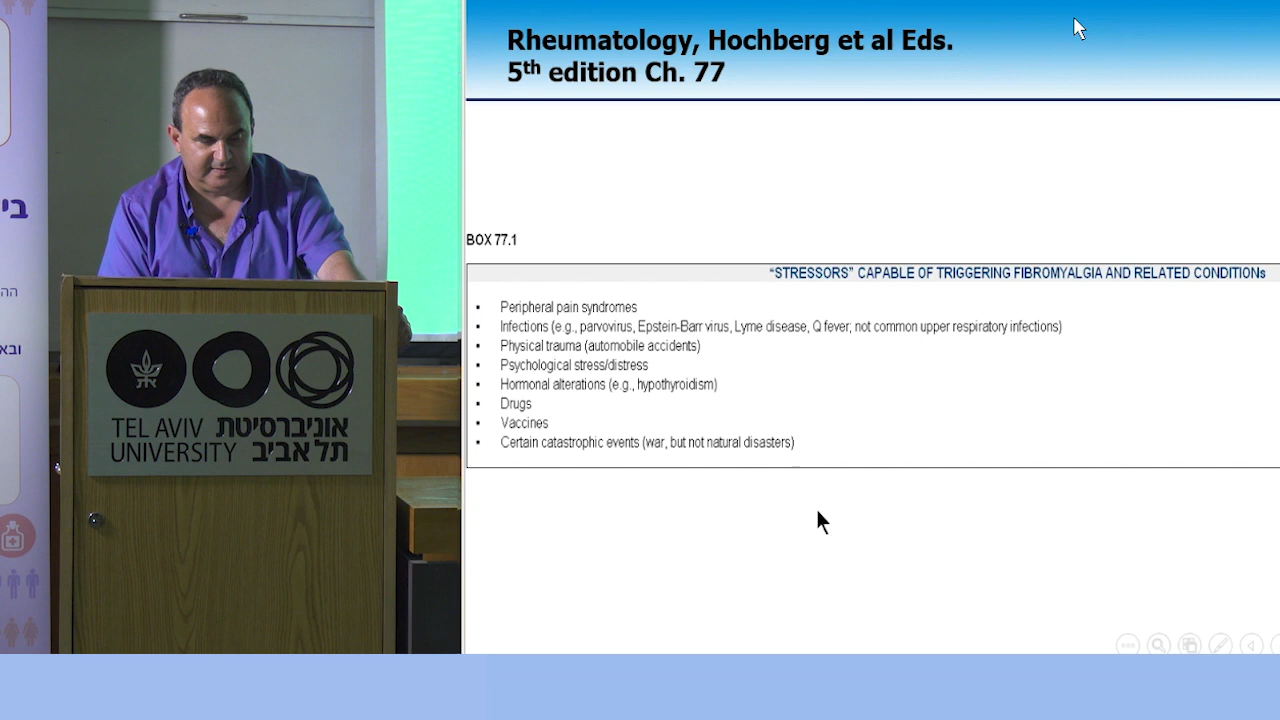 בי
הה
ובא
TEL AVIV אוניברסיטת
UNIVERSITY תל אביב
Rheumatology, Hochberg et al Eds.
5th edition Ch. 77
BOX 77.1
“STRESSORS” CAPABLE OF TRIGGERING FIBROMYALGIA AND RELATED CONDITIONs
• Peripheral pain syndromes
• Infections (e.g., parvovirus, Epstein-Barr virus, Lyme disease, Q fever; not common upper respiratory infections)
• Physical trauma (automobile accidents)
• Psychological stress/distress
• Hormonal alterations (e.g., hypothyroidism)
• Drugs
• Vaccines
• Certain catastrophic events (war, but not natural disasters)